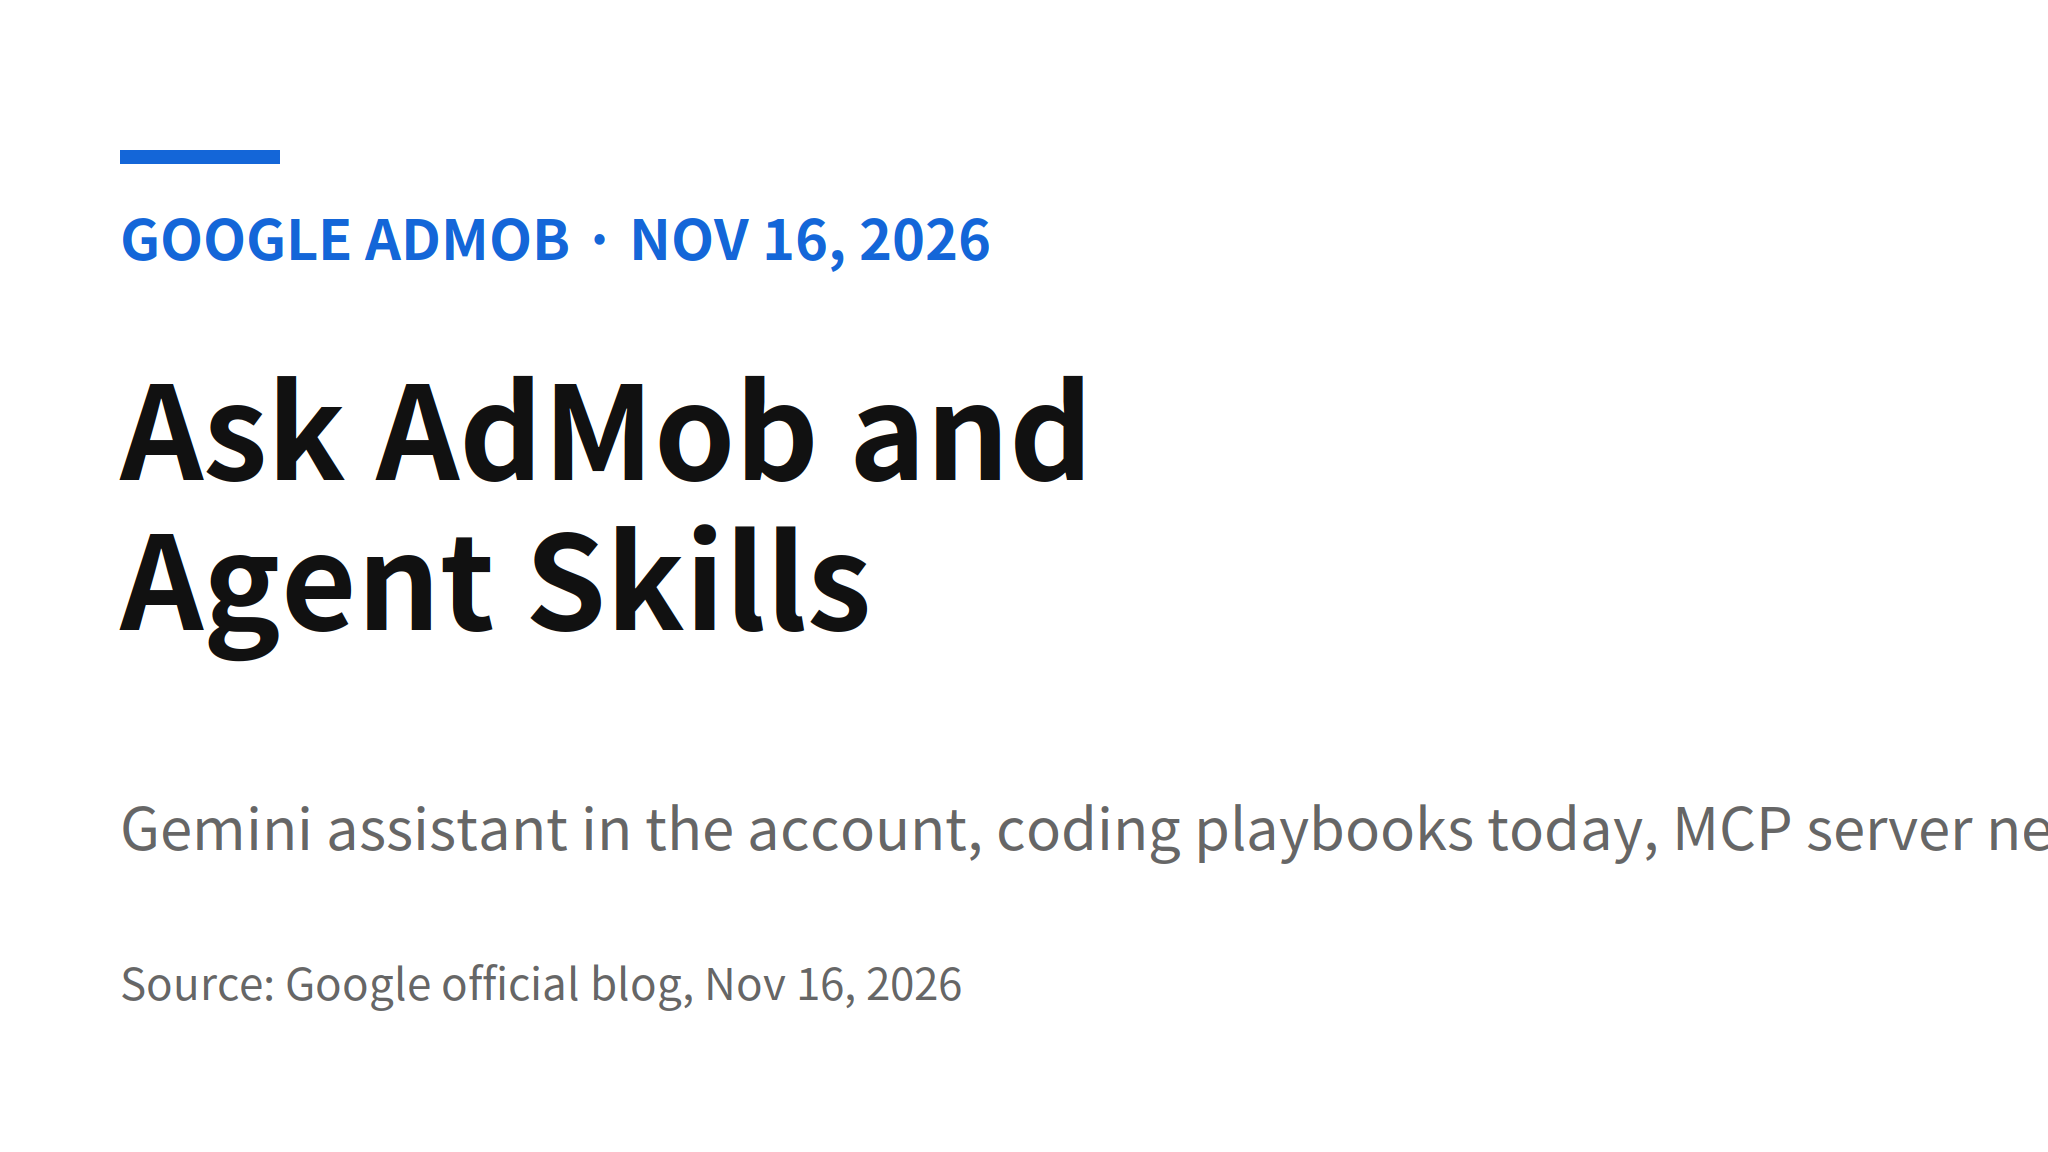 GOOGLE ADMOB · NOV 16, 2026
Ask AdMob and
Agent Skills
Gemini assistant in the account, coding playbooks today, MCP server ne
Source: Google official blog, Nov 16, 2026